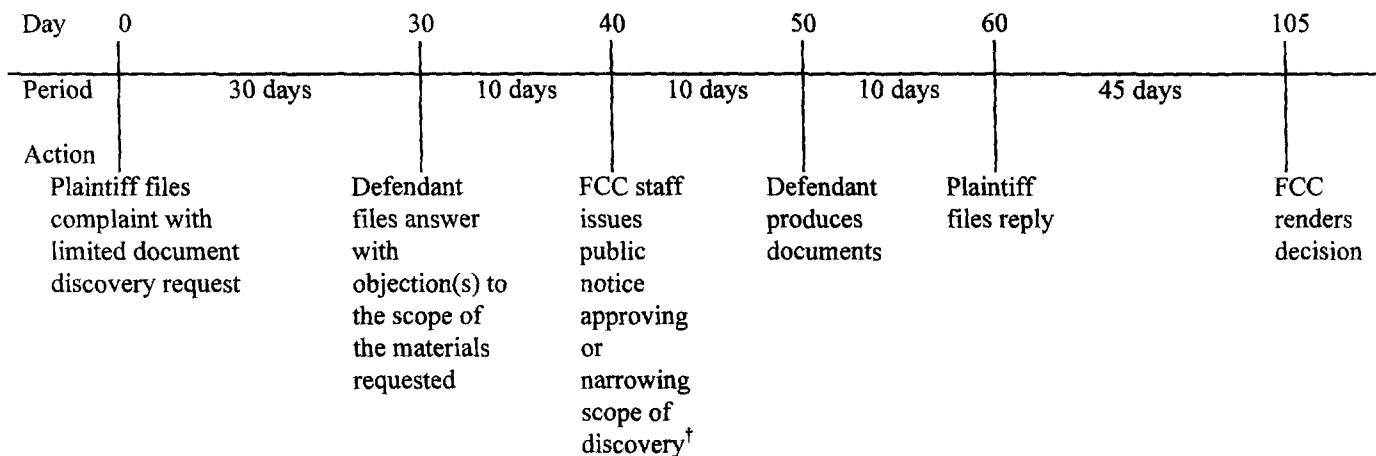 Day 0 30 40 50 60 105
Period 30 days 10 days 10 days 10 days 45 days
Action
Plaintiff files
complaint with
limited document
discovery request
Defendant
files answer
with
objection(s) to
the scope of
the materials
requested
FCC staff
issues
public
notice
approving
or
narrowing
scope of
discovery†
Defendant
produces
documents
Plaintiff
files reply
FCC
renders
decision